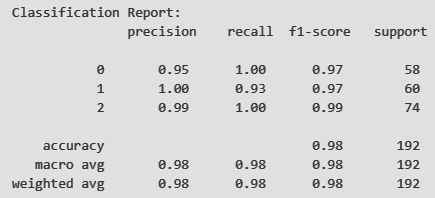 Classification Report:
precision recall f1-score support
0 0.95 1.00 0.97 58
1 1.00 0.93 0.97 60
2 0.99 1.00 0.99 74
accuracy 0.98 192
macro avg 0.98 0.98 0.98 192
weighted avg 0.98 0.98 0.98 192